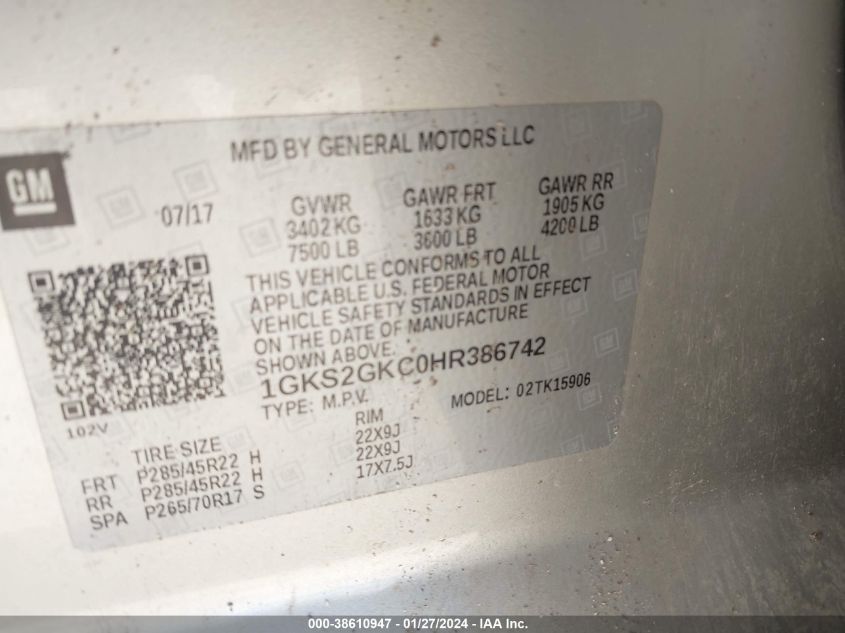 MFD BY GENERAL MOTORS LLC
GM
07/17
GVWR GAWR FRT GAWR RR
3402 KG 1633 KG 1905 KG
7500 LB 3600 LB 4200 LB
THIS VEHICLE CONFORMS TO ALL
APPLICABLE U.S. FEDERAL MOTOR
VEHICLE SAFETY STANDARDS IN EFFECT
ON THE DATE OF MANUFACTURE
SHOWN ABOVE.
1GKS2GKC0HR386742
TYPE: M.P.V. MODEL: 02TK15906
102V
TIRE SIZE RIM
FRT P285/45R22 H 22X9J
RR P285/45R22 H 22X9J
SPA P265/70R17 S 17X7.5J
000-38610947 - 01/27/2024 - IAA Inc.